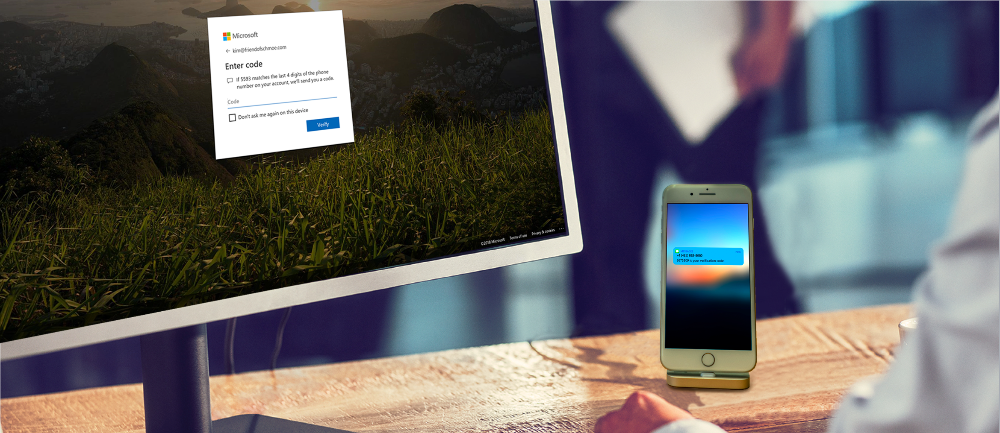 Microsoft
← kim@friendofschmoe.com
Enter code
If 5593 matches the last 4 digits of the phone
number on your account, we'll send you a code.
Code
Don't ask me again on this device
Verify
©2018 Microsoft Terms of use Privacy & cookies ...
MESSAGES now
+1 (425) 882-8080
8675309 is your verification code.